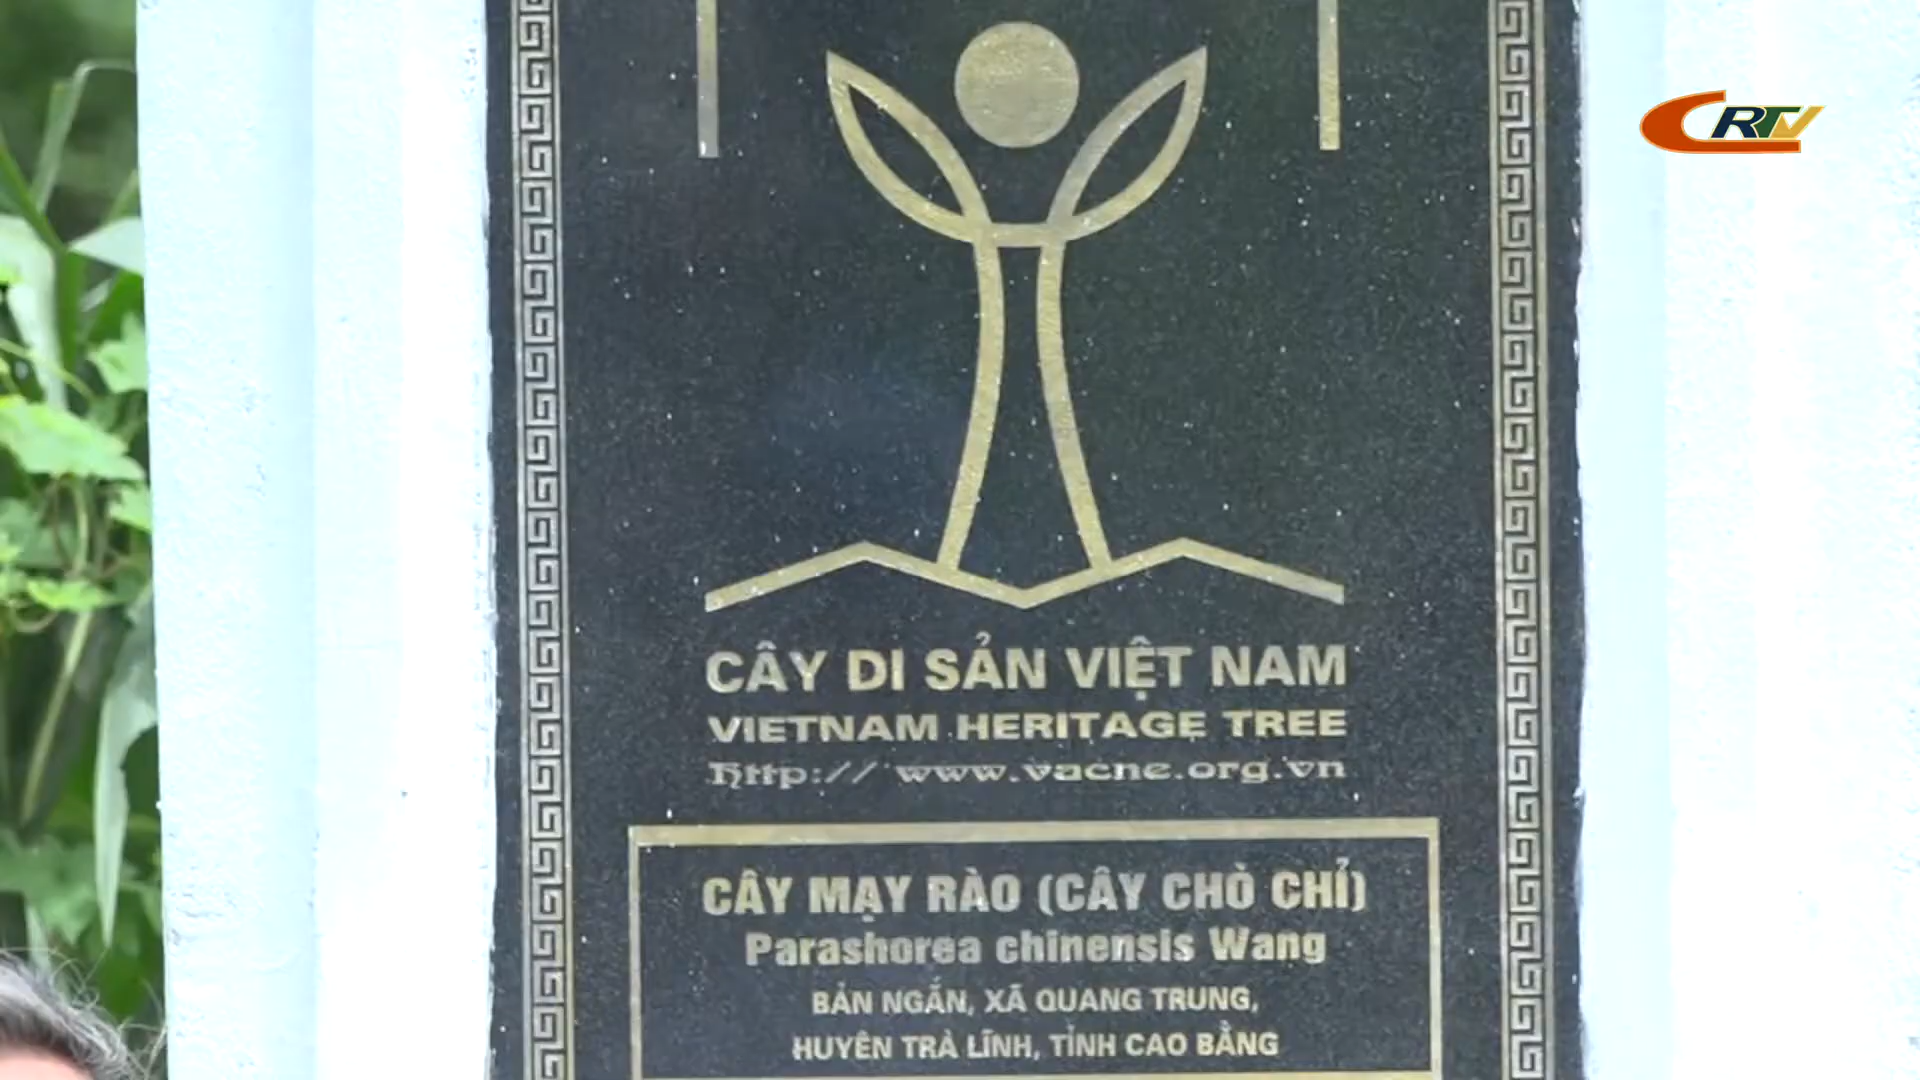 CRTV
CÂY DI SẢN VIỆT NAM
VIETNAM HERITAGE TREE
Http://www.vacne.org.vn
CÂY MẠY RÀO (CÂY CHÒ CHỈ)
Parashorea chinensis Wang
BẢN NGẮN, XÃ QUANG TRUNG,
HUYỆN TRÀ LĨNH, TỈNH CAO BẰNG